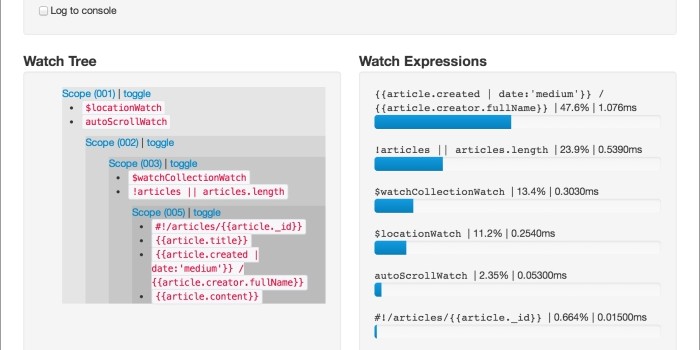 Log to console
Watch Tree
Scope (001) | toggle
$locationWatch
autoScrollWatch
Scope (002) | toggle
Scope (003) | toggle
$watchCollectionWatch
!articles || articles.length
Scope (005) | toggle
#!/articles/{{article._id}}
{{article.title}}
{{article.created |
date:'medium'}} /
{{article.creator.fullName}}
{{article.content}}
Watch Expressions
{{article.created | date:'medium'}} /
{{article.creator.fullName}} | 47.6% | 1.076ms
!articles || articles.length | 23.9% | 0.5390ms
$watchCollectionWatch | 13.4% | 0.3030ms
$locationWatch | 11.2% | 0.2540ms
autoScrollWatch | 2.35% | 0.05300ms
#!/articles/{{article._id}} | 0.664% | 0.01500ms